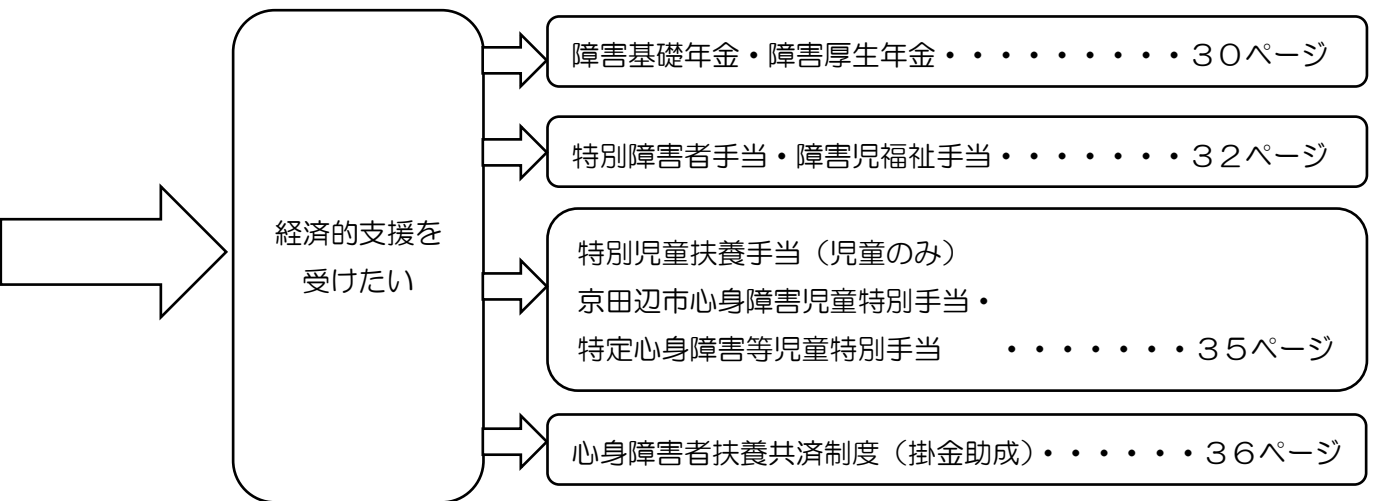 経済的支援を
受けたい
障害基礎年金・障害厚生年金・・・・・・・・・３０ページ
特別障害者手当・障害児福祉手当・・・・・・・３２ページ
特別児童扶養手当（児童のみ）
京田辺市心身障害児童特別手当・
特定心身障害等児童特別手当　　・・・・・・・３５ページ
心身障害者扶養共済制度（掛金助成）・・・・・・３６ページ